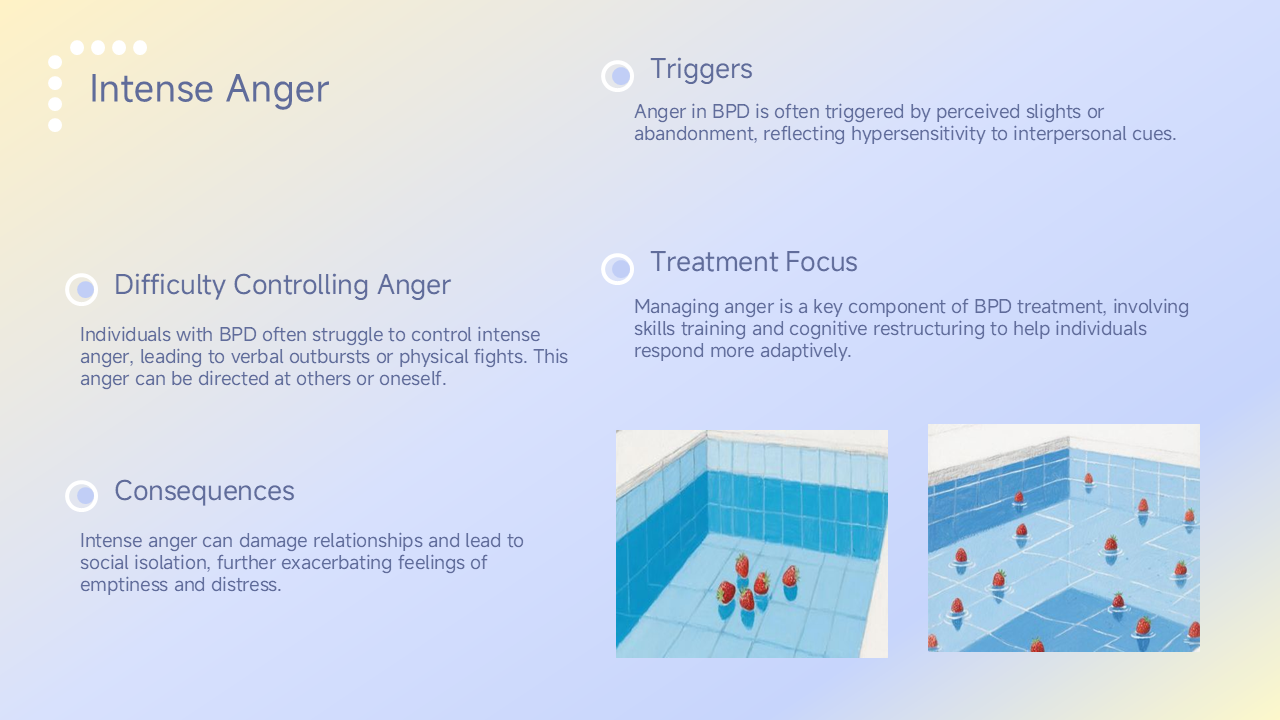 Intense Anger
Difficulty Controlling Anger
Individuals with BPD often struggle to control intense
anger, leading to verbal outbursts or physical fights. This
anger can be directed at others or oneself.
Consequences
Intense anger can damage relationships and lead to
social isolation, further exacerbating feelings of
emptiness and distress.
Triggers
Anger in BPD is often triggered by perceived slights or
abandonment, reflecting hypersensitivity to interpersonal cues.
Treatment Focus
Managing anger is a key component of BPD treatment, involving
skills training and cognitive restructuring to help individuals
respond more adaptively.